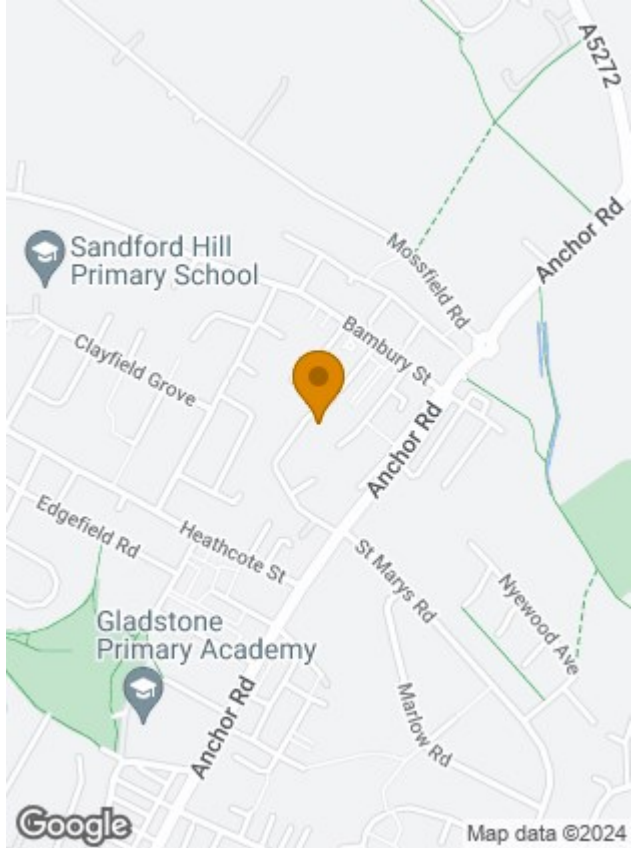 A5272
Anchor Rd
Mossfield Rd
Sandford Hill
Primary School
Bambury St
Clayfield Grove
Anchor Rd
Edgefield Rd
Heathcote St
St Marys Rd
Nyewood Ave
Gladstone
Primary Academy
Anchor Rd
Marlow Rd
Google
Map data ©2024